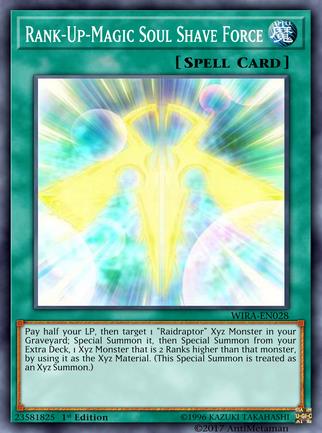 Rank-Up-Magic Soul Shave Force
[Spell Card]
WIRA-EN028
Pay half your LP, then target 1 "Raidraptor" Xyz Monster in your
Graveyard; Special Summon it, then Special Summon from your
Extra Deck, 1 Xyz Monster that is 2 Ranks higher than that monster,
by using it as the Xyz Material. (This Special Summon is treated as
an Xyz Summon.)
23581825 1st Edition ©1996 KAZUKI TAKAHASHI
©2017 AntiMetaman